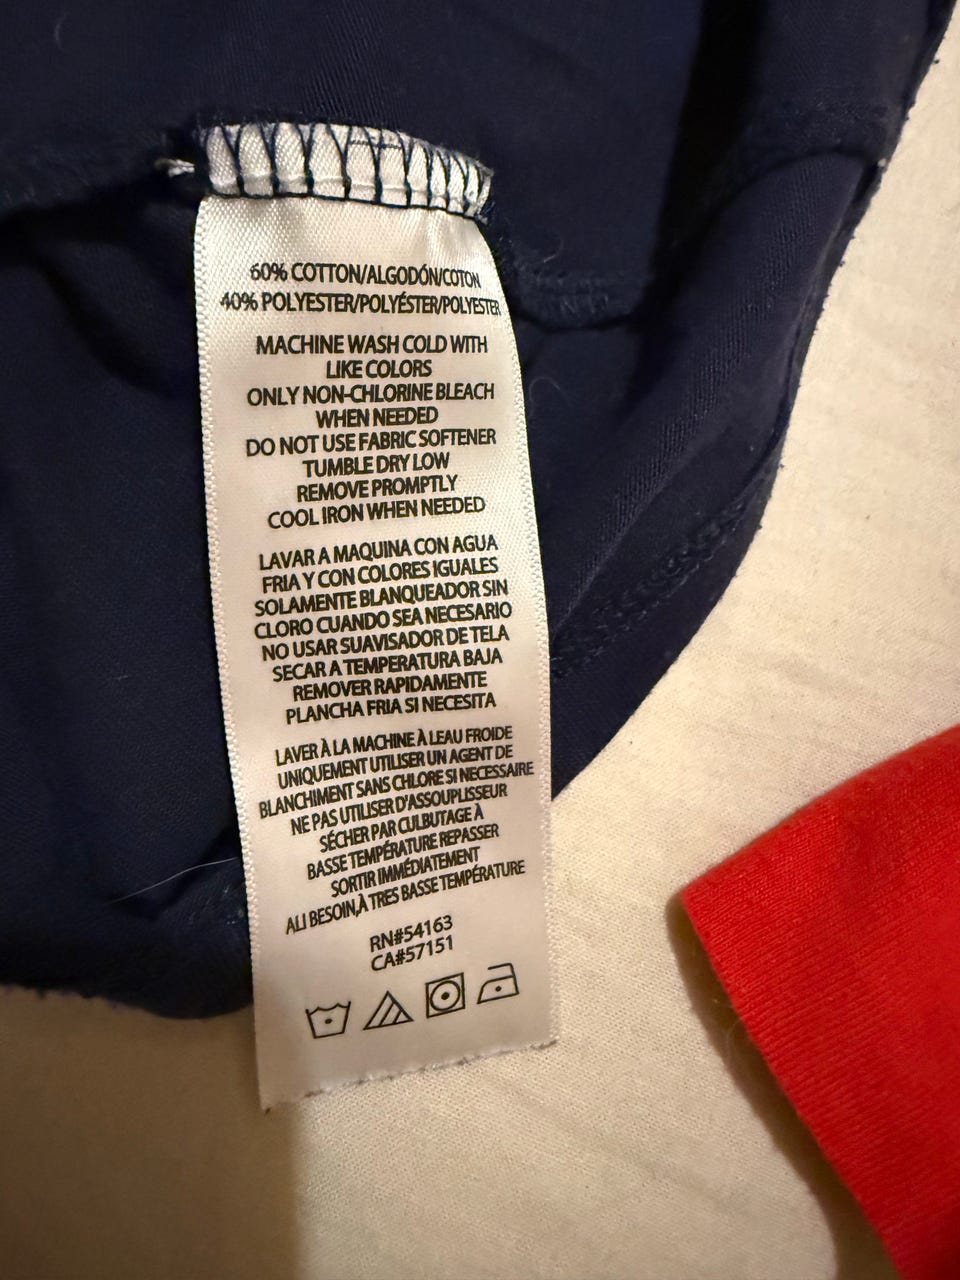 60% COTTON/ALGODÓN/COTON
40% POLYESTER/POLYÉSTER/POLYESTER
MACHINE WASH COLD WITH
LIKE COLORS
ONLY NON-CHLORINE BLEACH
WHEN NEEDED
DO NOT USE FABRIC SOFTENER
TUMBLE DRY LOW
REMOVE PROMPTLY
COOL IRON WHEN NEEDED
LAVAR A MAQUINA CON AGUA
FRIA Y CON COLORES IGUALES
SOLAMENTE BLANQUEADOR SIN
CLORO CUANDO SEA NECESARIO
NO USAR SUAVISADOR DE TELA
SECAR A TEMPERATURA BAJA
REMOVER RAPIDAMENTE
PLANCHA FRIA SI NECESITA
LAVER À LA MACHINE À LEAU FROIDE
UNIQUEMENT UTILISER UN AGENT DE
BLANCHIMENT SANS CHLORE SI NECESSAIRE
NE PAS UTILISER D'ASSOUPLISSEUR
SÉCHER PAR CULBUTAGE À
BASSE TEMPÉRATURE REPASSER
SORTIR IMMÉDIATEMENT
ALI BESOIN,À TRES BASSE TEMPÉRATURE
RN#54163
CA#57151